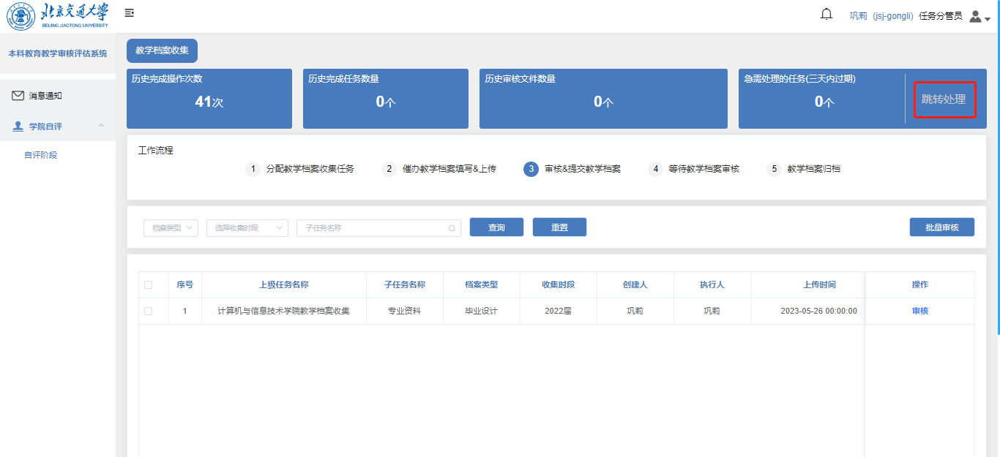 北京交通大学
BEIJING JIAOTONG UNIVERSITY
巩莉 (jsj-gongli) 任务分管员
本科教育教学审核评估系统
消息通知
学院自评
自评阶段
教学档案收集
历史完成操作次数
41次
历史完成任务数量
0个
历史审核文件数量
0个
急需处理的任务(三天内过期)
0个
跳转处理
工作流程
1 分配教学档案收集任务
2 催办教学档案填写&上传
3 审核&提交教学档案
4 等待教学档案审核
5 教学档案归档
档案类型 选择收集时段 子任务名称 查询 重置 批量审核
序号 上级任务名称 子任务名称 档案类型 收集时段 创建人 执行人 上传时间 操作
1 计算机与信息技术学院教学档案收集 专业资料 毕业设计 2022届 巩莉 巩莉 2023-05-26 00:00:00 审核